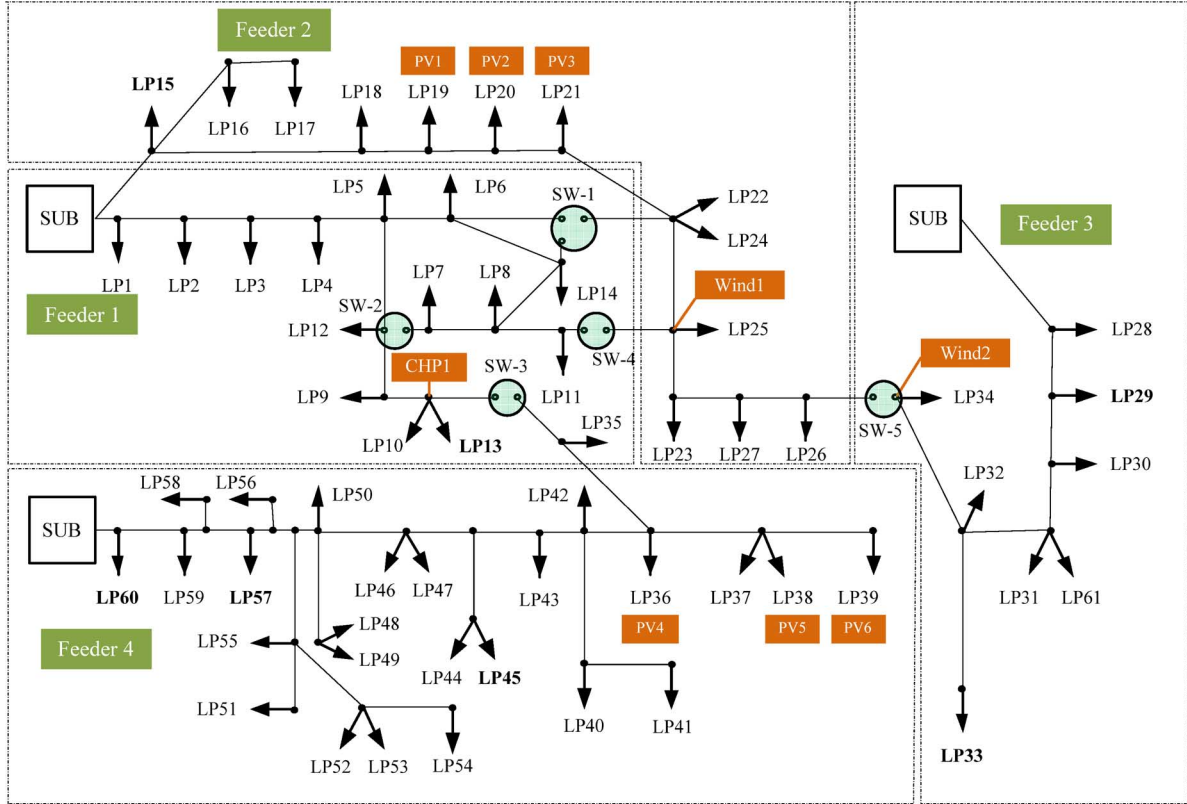 Feeder 2
PV1 PV2 PV3
LP15
LP18 LP19 LP20 LP21
LP16 LP17
LP5 LP6
SW-1
SUB
LP22
LP24
SUB
Feeder 3
LP1 LP2 LP3 LP4
LP7 LP8
LP14
Wind1
Feeder 1
SW-2
LP12
LP25
LP28
SW-4
CHP1
SW-3
LP11
Wind2
LP9
LP34
LP29
LP35
SW-5
LP10 LP13
LP23 LP27 LP26
LP30
LP32
LP58 LP56
LP50
LP42
SUB
LP60 LP59 LP57
LP46 LP47
LP43
LP36 LP37 LP38 LP39
LP31 LP61
PV4 PV5 PV6
LP48
LP55
LP49
Feeder 4
LP44 LP45
LP51
LP40 LP41
LP52 LP53 LP54
LP33